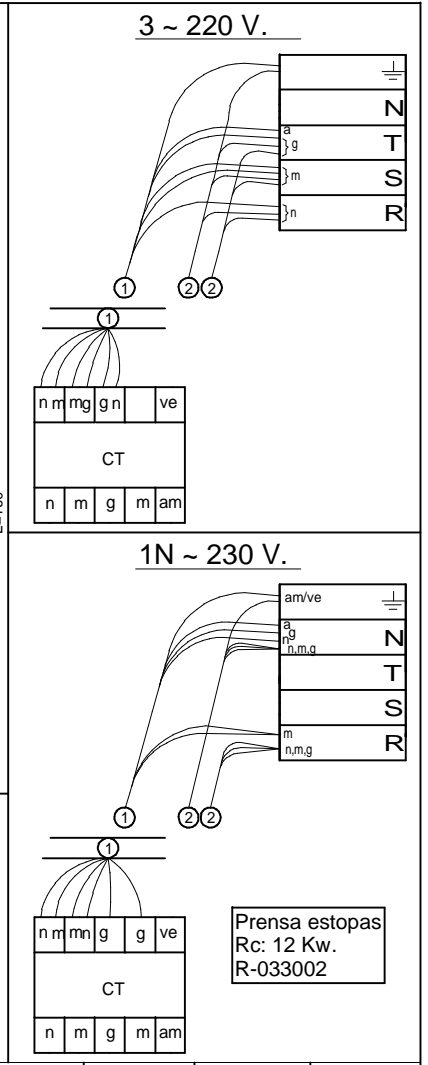 3 ~ 220 V.
N
a
g T
m S
n R
1 2 2
1
n m mg g n ve
CT
n m g m am
1N ~ 230 V.
am/ve
a
g
n N
n,m,g
T
S
m R
n,m,g
1 2 2
1
n m mn g g ve
CT
n m g m am
Prensa estopas
Rc: 12 Kw.
R-033002